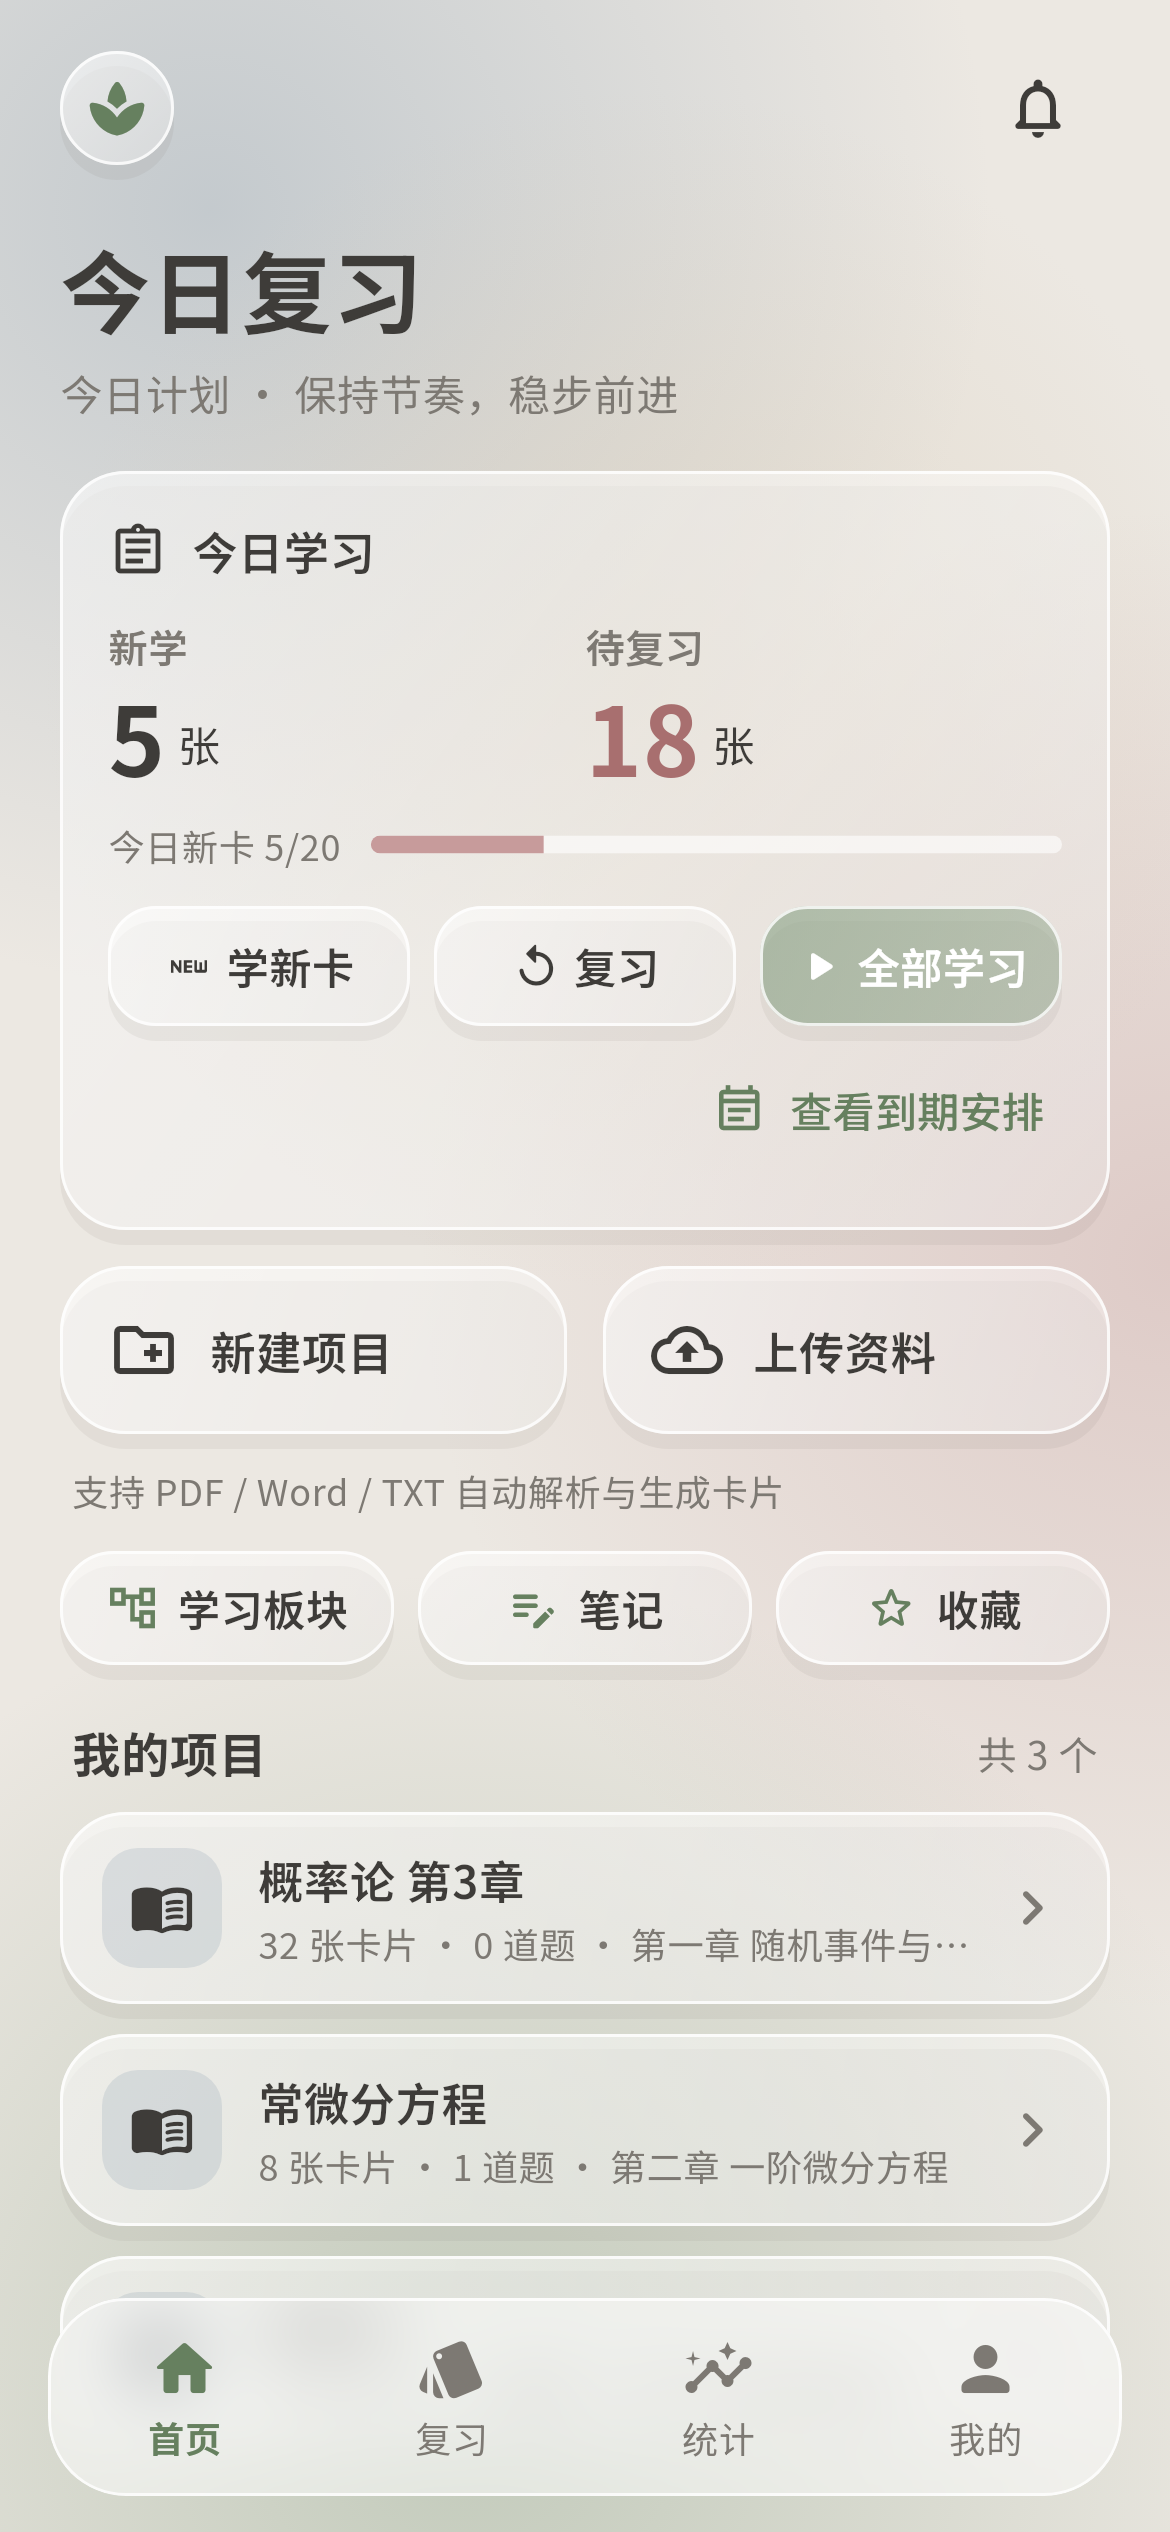 今日复习
今日计划 · 保持节奏，稳步前进
今日学习
新学
待复习
5 张
18 张
今日新卡 5/20
NEW 学新卡
复习
全部学习
查看到期安排
新建项目
上传资料
支持 PDF / Word / TXT 自动解析与生成卡片
学习板块
笔记
收藏
我的项目
共 3 个
概率论 第3章
32 张卡片 · 0 道题 · 第一章 随机事件与…
常微分方程
8 张卡片 · 1 道题 · 第二章 一阶微分方程
首页
复习
统计
我的